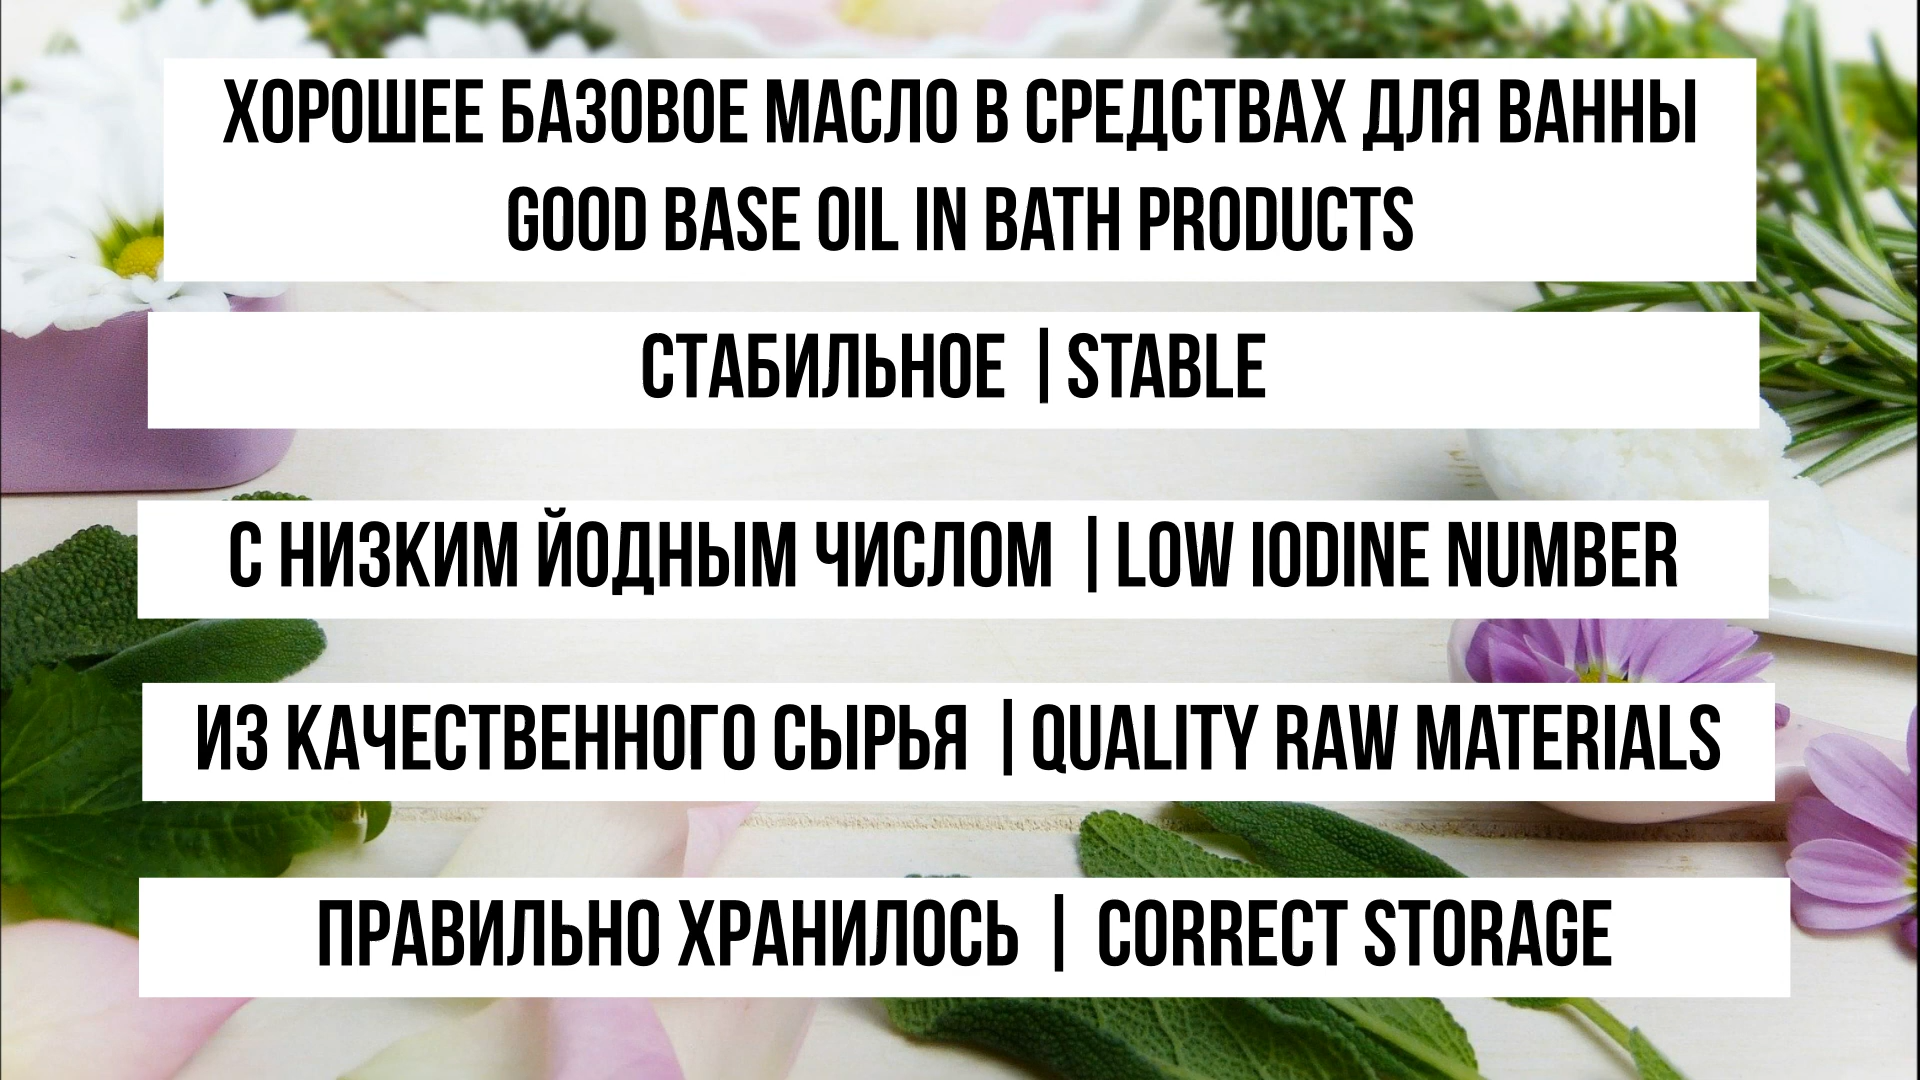 ХОРОШЕЕ БАЗОВОЕ МАСЛО В СРЕДСТВАХ ДЛЯ ВАННЫ
GOOD BASE OIL IN BATH PRODUCTS
СТАБИЛЬНОЕ | STABLE
С НИЗКИМ ЙОДНЫМ ЧИСЛОМ | LOW IODINE NUMBER
ИЗ КАЧЕСТВЕННОГО СЫРЬЯ | QUALITY RAW MATERIALS
ПРАВИЛЬНО ХРАНИЛОСЬ | CORRECT STORAGE